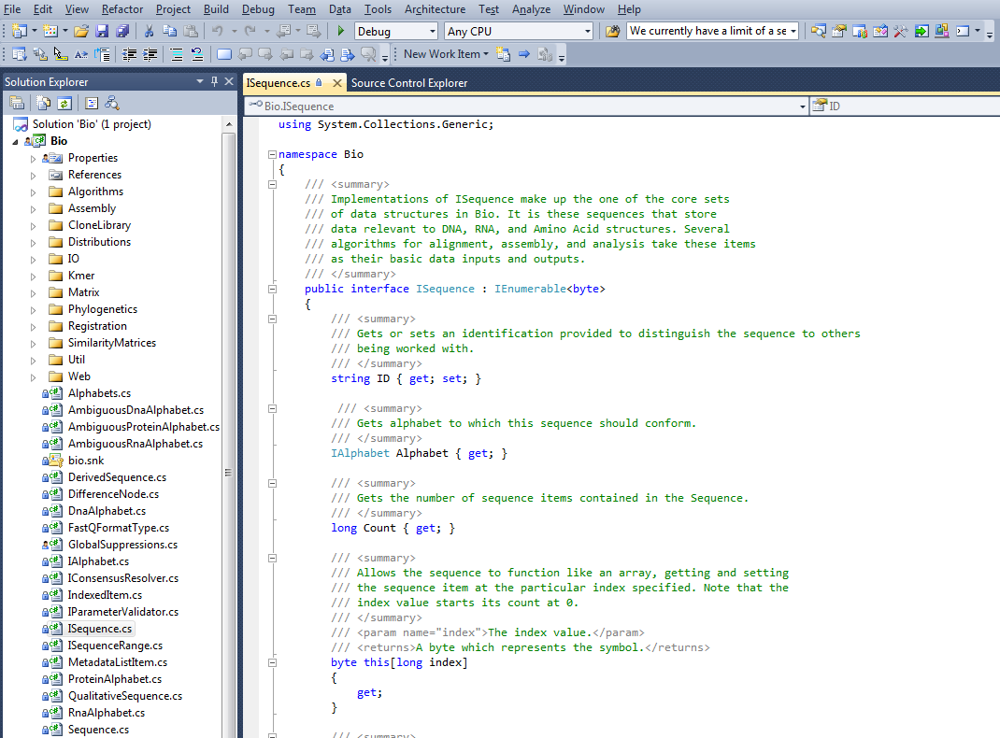 File Edit View Refactor Project Build Debug Team Data Tools Architecture Test Analyze Window Help
Debug Any CPU We currently have a limit of a se
New Work Item
Solution Explorer
ISequence.cs Source Control Explorer
Bio.ISequence ID
Solution 'Bio' (1 project)
Bio
Properties
References
Algorithms
Assembly
CloneLibrary
Distributions
IO
Kmer
Matrix
Phylogenetics
Registration
SimilarityMatrices
Util
Web
Alphabets.cs
AmbiguousDnaAlphabet.cs
AmbiguousProteinAlphabet.cs
AmbiguousRnaAlphabet.cs
bio.snk
DerivedSequence.cs
DifferenceNode.cs
DnaAlphabet.cs
FastQFormatType.cs
GlobalSuppressions.cs
IAlphabet.cs
IConsensusResolver.cs
IndexedItem.cs
IParameterValidator.cs
ISequence.cs
ISequenceRange.cs
MetadataListItem.cs
ProteinAlphabet.cs
QualitativeSequence.cs
RnaAlphabet.cs
Sequence.cs
using System.Collections.Generic;
namespace Bio
{
/// <summary>
/// Implementations of ISequence make up the one of the core sets
/// of data structures in Bio. It is these sequences that store
/// data relevant to DNA, RNA, and Amino Acid structures. Several
/// algorithms for alignment, assembly, and analysis take these items
/// as their basic data inputs and outputs.
/// </summary>
public interface ISequence : IEnumerable<byte>
{
/// <summary>
/// Gets or sets an identification provided to distinguish the sequence to others
/// being worked with.
/// </summary>
string ID { get; set; }
/// <summary>
/// Gets alphabet to which this sequence should conform.
/// </summary>
IAlphabet Alphabet { get; }
/// <summary>
/// Gets the number of sequence items contained in the Sequence.
/// </summary>
long Count { get; }
/// <summary>
/// Allows the sequence to function like an array, getting and setting
/// the sequence item at the particular index specified. Note that the
/// index value starts its count at 0.
/// </summary>
/// <param name="index">The index value.</param>
/// <returns>A byte which represents the symbol.</returns>
byte this[long index]
{
get;
}
/// <summary>